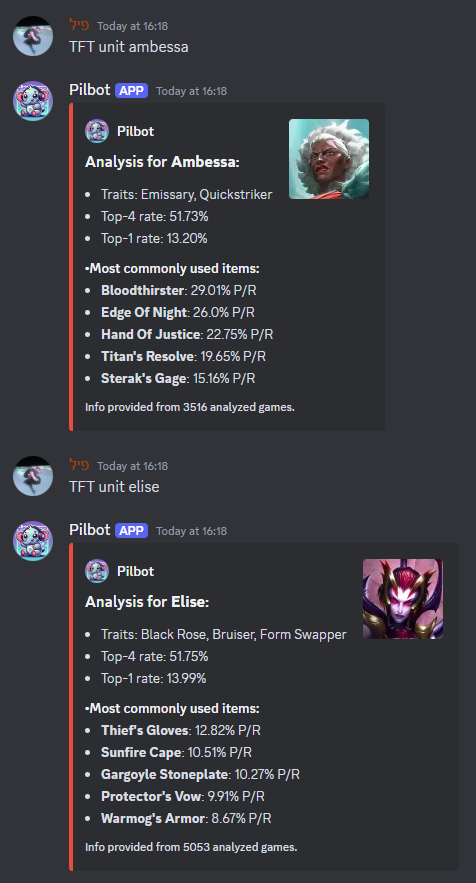 פיל Today at 16:18
TFT unit ambessa
Pilbot APP Today at 16:18
Pilbot
Analysis for Ambessa:
• Traits: Emissary, Quickstriker
• Top-4 rate: 51.73%
• Top-1 rate: 13.20%
•Most commonly used items:
• Bloodthirster: 29.01% P/R
• Edge Of Night: 26.0% P/R
• Hand Of Justice: 22.75% P/R
• Titan's Resolve: 19.65% P/R
• Sterak's Gage: 15.16% P/R
Info provided from 3516 analyzed games.
פיל Today at 16:18
TFT unit elise
Pilbot APP Today at 16:18
Pilbot
Analysis for Elise:
• Traits: Black Rose, Bruiser, Form Swapper
• Top-4 rate: 51.75%
• Top-1 rate: 13.99%
•Most commonly used items:
• Thief's Gloves: 12.82% P/R
• Sunfire Cape: 10.51% P/R
• Gargoyle Stoneplate: 10.27% P/R
• Protector's Vow: 9.91% P/R
• Warmog's Armor: 8.67% P/R
Info provided from 5053 analyzed games.